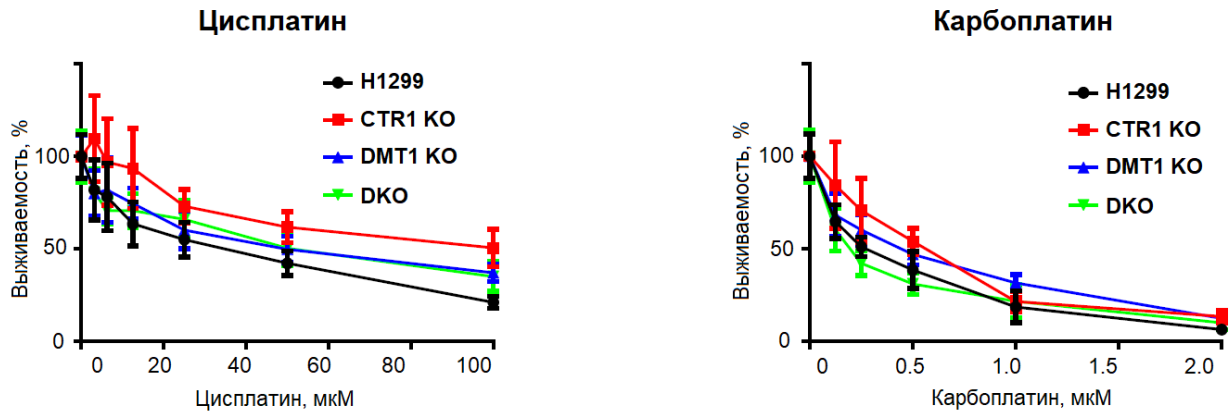 Цисплатин
Выживаемость, %
100
50
0
H1299
CTR1 KO
DMT1 KO
DKO
0 20 40 60 80 100
Цисплатин, мкМ
Карбоплатин
Выживаемость, %
100
50
0
H1299
CTR1 KO
DMT1 KO
DKO
0 0.5 1.0 1.5 2.0
Карбоплатин, мкМ